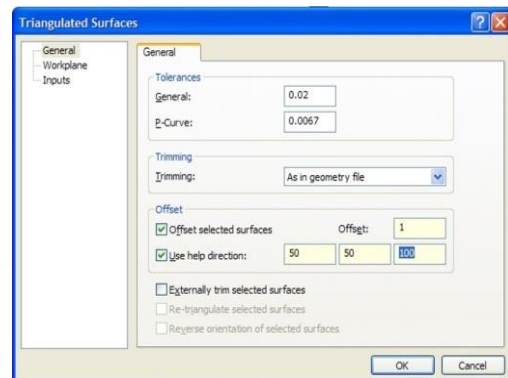 Triangulated Surfaces
General
Workplane
Inputs
General
Tolerances
General: 0.02
P-Curve: 0.0067
Trimming
Trimming: As in geometry file
Offset
Offset selected surfaces Offset: 1
Use help direction: 50 50 100
Externally trim selected surfaces
Re-triangulate selected surfaces
Reverse orientation of selected surfaces
OK Cancel